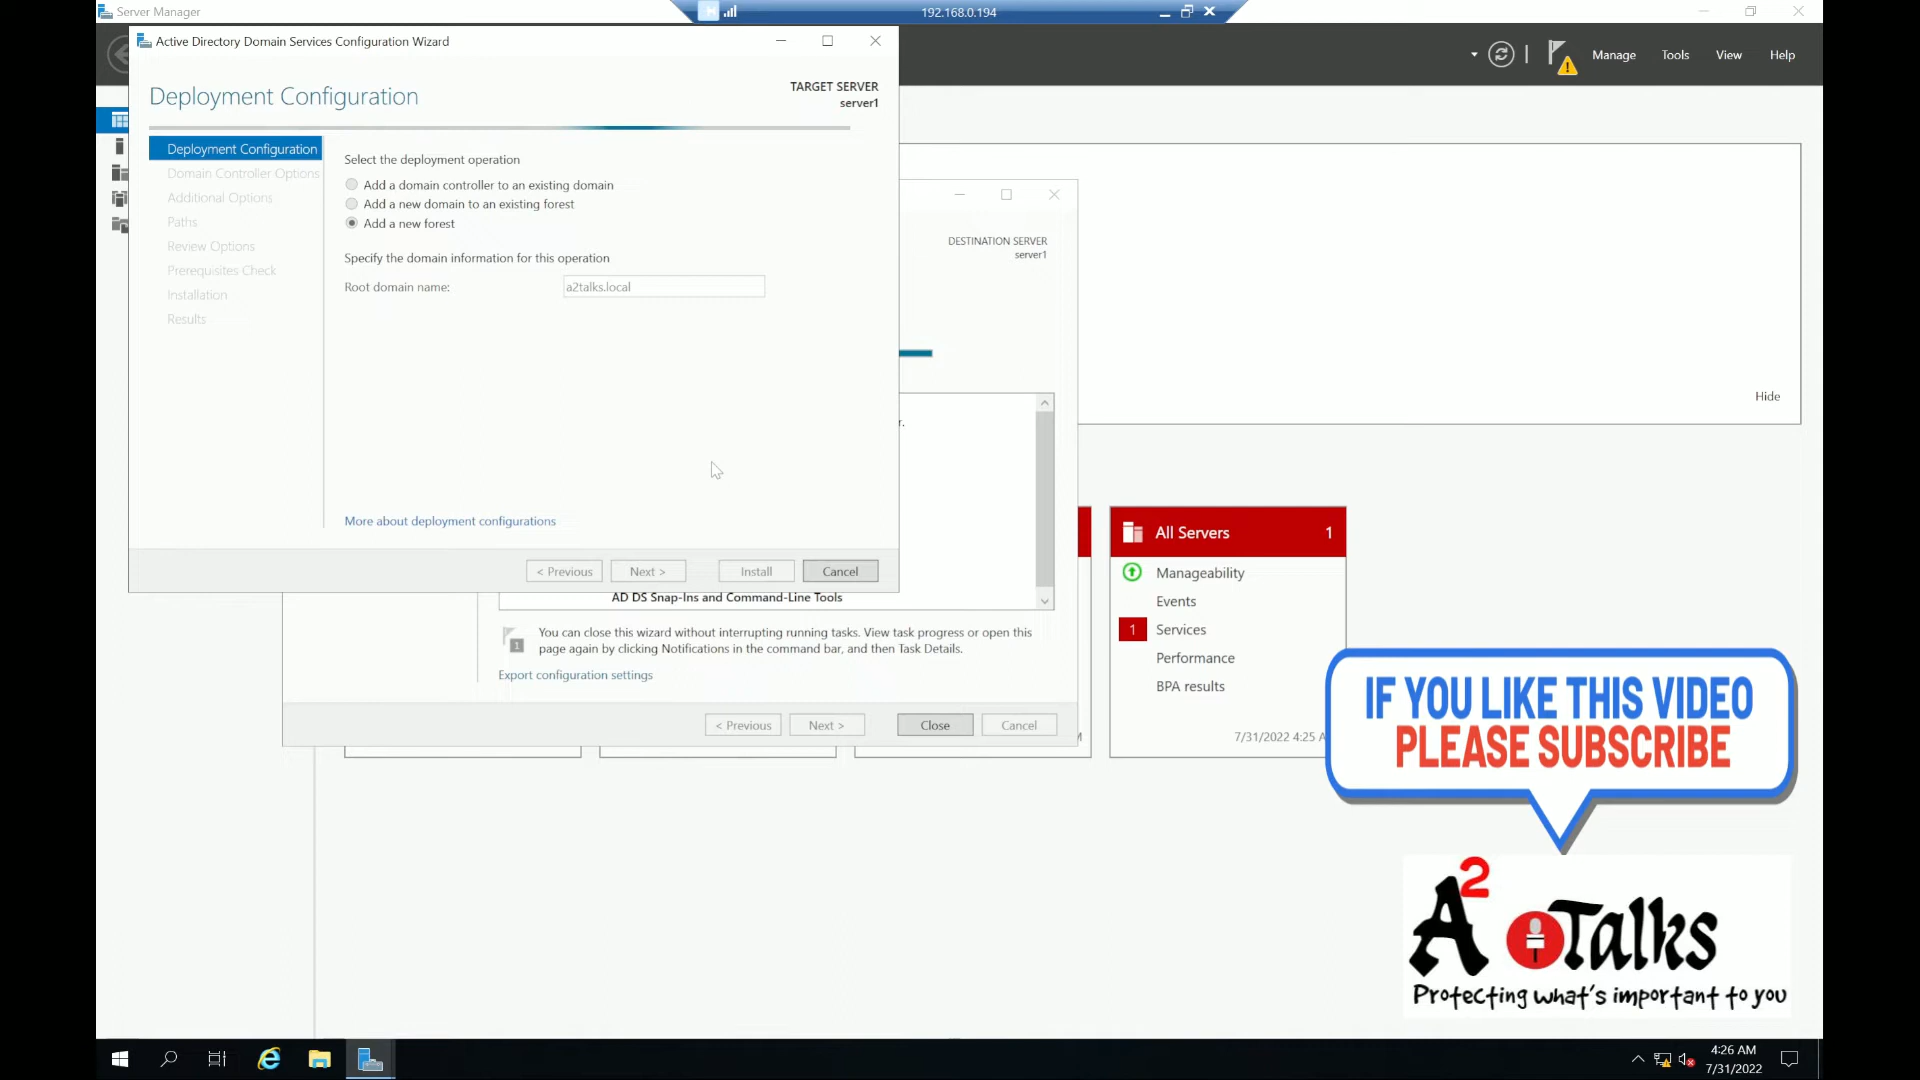 Server Manager
192.168.0.194
Active Directory Domain Services Configuration Wizard
Manage
Tools
View
Help
Deployment Configuration
TARGET SERVER
server1
Deployment Configuration
Domain Controller Options
Additional Options
Paths
Review Options
Prerequisites Check
Installation
Results
Select the deployment operation
Add a domain controller to an existing domain
Add a new domain to an existing forest
Add a new forest
Specify the domain information for this operation
Root domain name:
a2talks.local
More about deployment configurations
< Previous
Next >
Install
Cancel
DESTINATION SERVER
server1
r.
AD DS Snap-Ins and Command-Line Tools
1
You can close this wizard without interrupting running tasks. View task progress or open this
page again by clicking Notifications in the command bar, and then Task Details.
Export configuration settings
< Previous
Next >
Close
Cancel
Hide
All Servers
1
Manageability
Events
1
Services
Performance
BPA results
7/31/2022 4:25 A
M
IF YOU LIKE THIS VIDEO
PLEASE SUBSCRIBE
A2 Talks
Protecting what's important to you
4:26 AM
7/31/2022